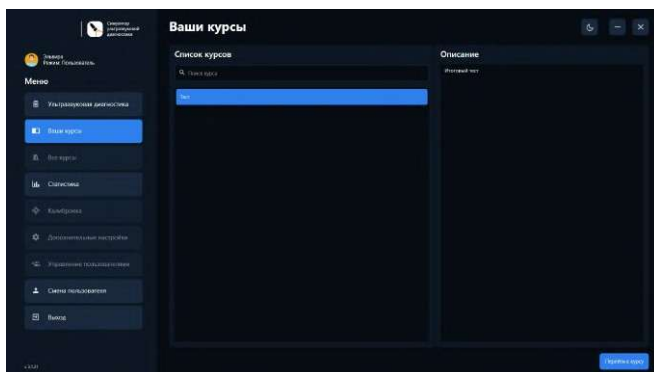 Симулятор
ультразвуковой
диагностики
Ваши курсы
Эльвира
Режим: Пользователь
Меню
Ультразвуковая диагностика
Ваши курсы
Все курсы
Статистика
Калибровка
Дополнительные настройки
Управление пользователями
Смена пользователя
Выход
Список курсов
Поиск курса
Тест
Описание
Итоговый тест
Перейти к курсу